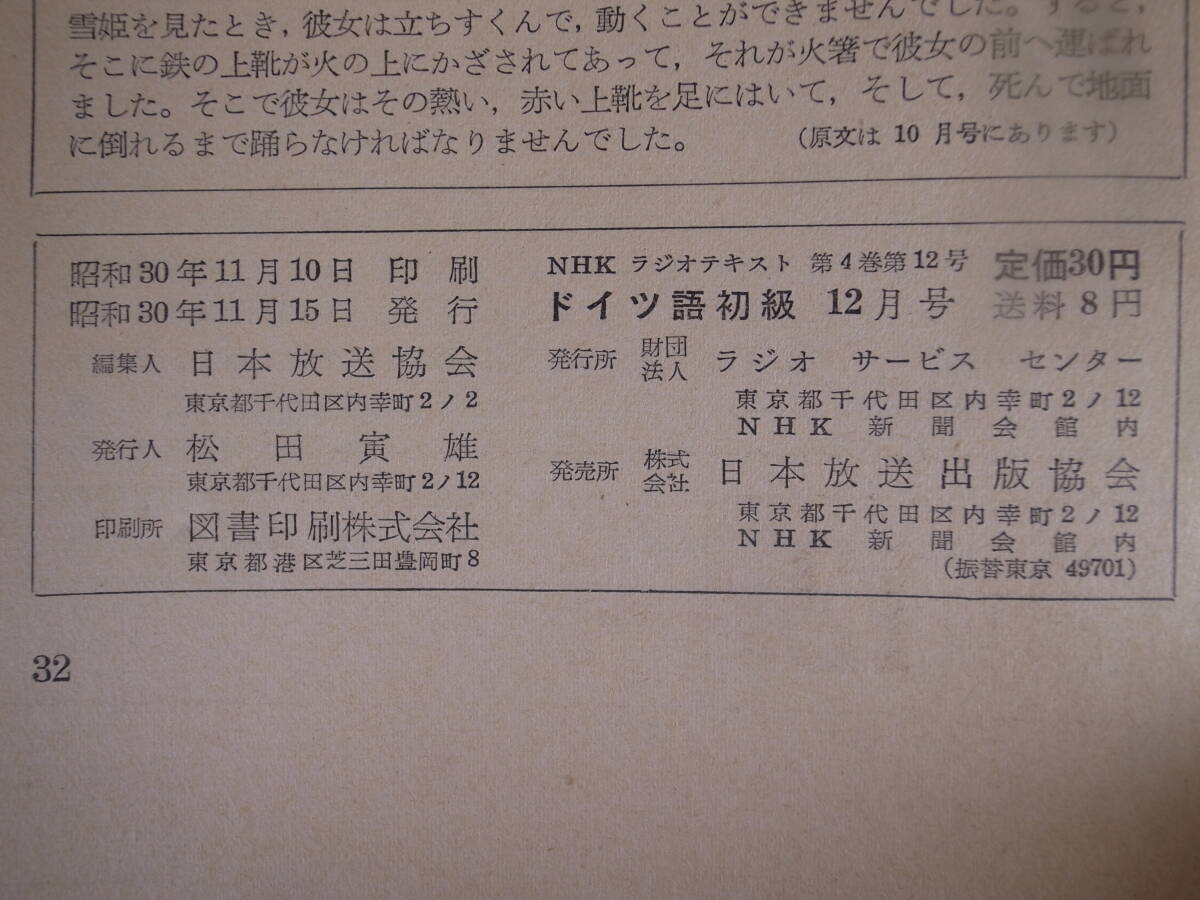 雪姫を見たとき，彼女は立ちすくんで，動くことができませんでした。すると，
そこに鉄の上靴が火の上にかざされてあって，それが火箸で彼女の前へ運ばれ
ました。そこで彼女はその熱い，赤い上靴を足にはいて，そして，死んで地面
に倒れるまで踊らなければなりませんでした。 （原文は 10 月号にあります）
昭和30年11月10日 印刷
昭和30年11月15日 発行
編集人 日本放送協会
東京都千代田区内幸町2ノ2
発行人 松田寅雄
東京都千代田区内幸町2ノ12
印刷所 図書印刷株式会社
東京都港区芝三田豊岡町8
NHK ラジオテキスト 第4巻第12号 定価30円
ドイツ語初級 12月号 送料8円
発行所 財団法人 ラジオ サービス センター
東京都千代田区内幸町2ノ12
NHK新聞会館内
発売所 株式会社 日本放送出版協会
東京都千代田区内幸町2ノ12
NHK新聞会館内
（振替東京 49701）
32